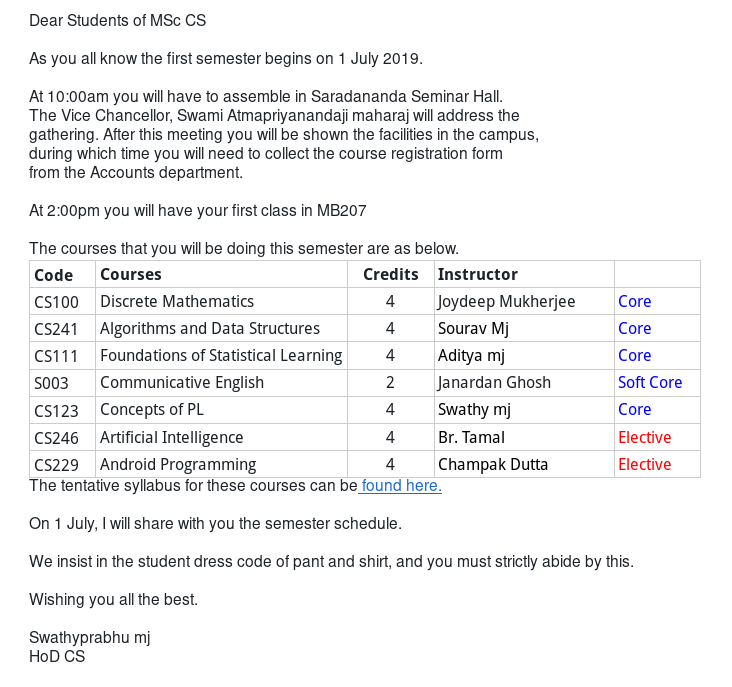 Dear Students of MSc CS
As you all know the first semester begins on 1 July 2019.
At 10:00am you will have to assemble in Saradananda Seminar Hall.
The Vice Chancellor, Swami Atmapriyanandaji maharaj will address the
gathering. After this meeting you will be shown the facilities in the campus,
during which time you will need to collect the course registration form
from the Accounts department.
At 2:00pm you will have your first class in MB207
The courses that you will be doing this semester are as below.
Code Courses Credits Instructor
CS100 Discrete Mathematics 4 Joydeep Mukherjee Core
CS241 Algorithms and Data Structures 4 Sourav Mj Core
CS111 Foundations of Statistical Learning 4 Aditya mj Core
S003 Communicative English 2 Janardan Ghosh Soft Core
CS123 Concepts of PL 4 Swathy mj Core
CS246 Artificial Intelligence 4 Br. Tamal Elective
CS229 Android Programming 4 Champak Dutta Elective
The tentative syllabus for these courses can be found here.
On 1 July, I will share with you the semester schedule.
We insist in the student dress code of pant and shirt, and you must strictly abide by this.
Wishing you all the best.
Swathyprabhu mj
HoD CS